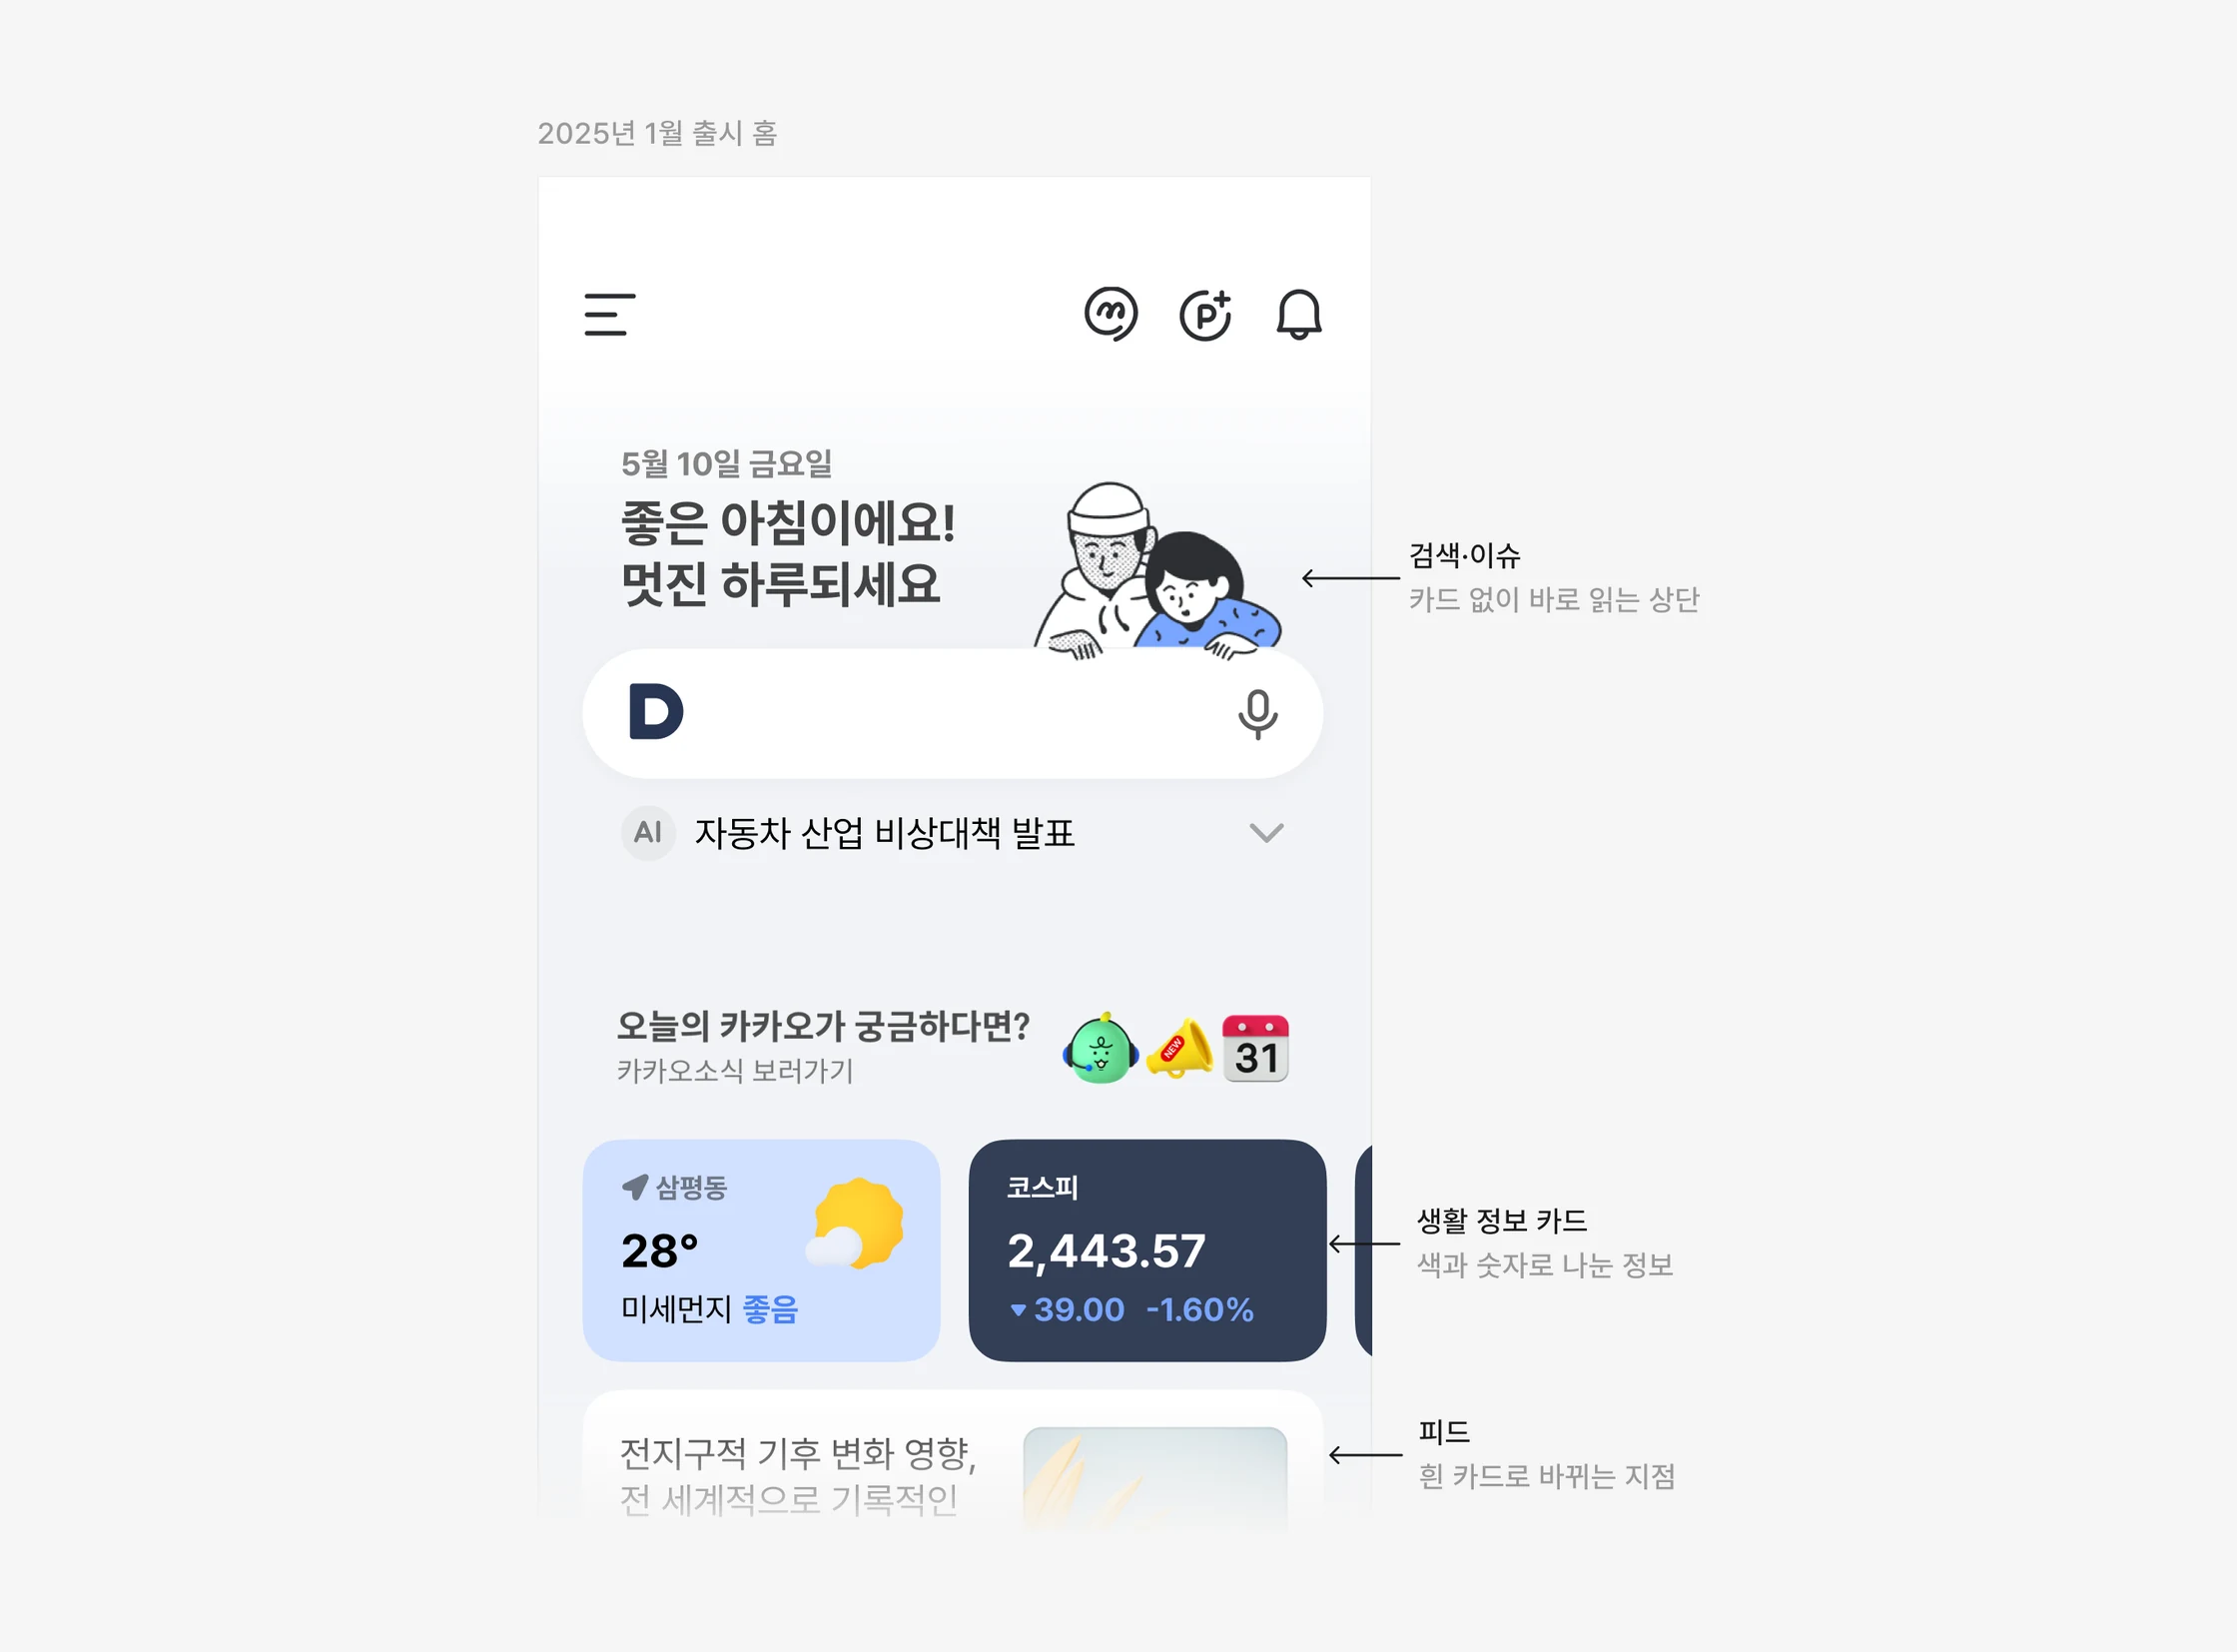 2025년 1월 출시 홈
5월 10일 금요일
좋은 아침이에요!
멋진 하루되세요
검색·이슈
카드 없이 바로 읽는 상단
D
AI 자동차 산업 비상대책 발표
오늘의 카카오가 궁금하다면?
카카오소식 보러가기
NEW
31
삼평동
28°
미세먼지 좋음
코스피
2,443.57
39.00 -1.60%
생활 정보 카드
색과 숫자로 나눈 정보
전지구적 기후 변화 영향,
전 세계적으로 기록적인
피드
흰 카드로 바뀌는 지점